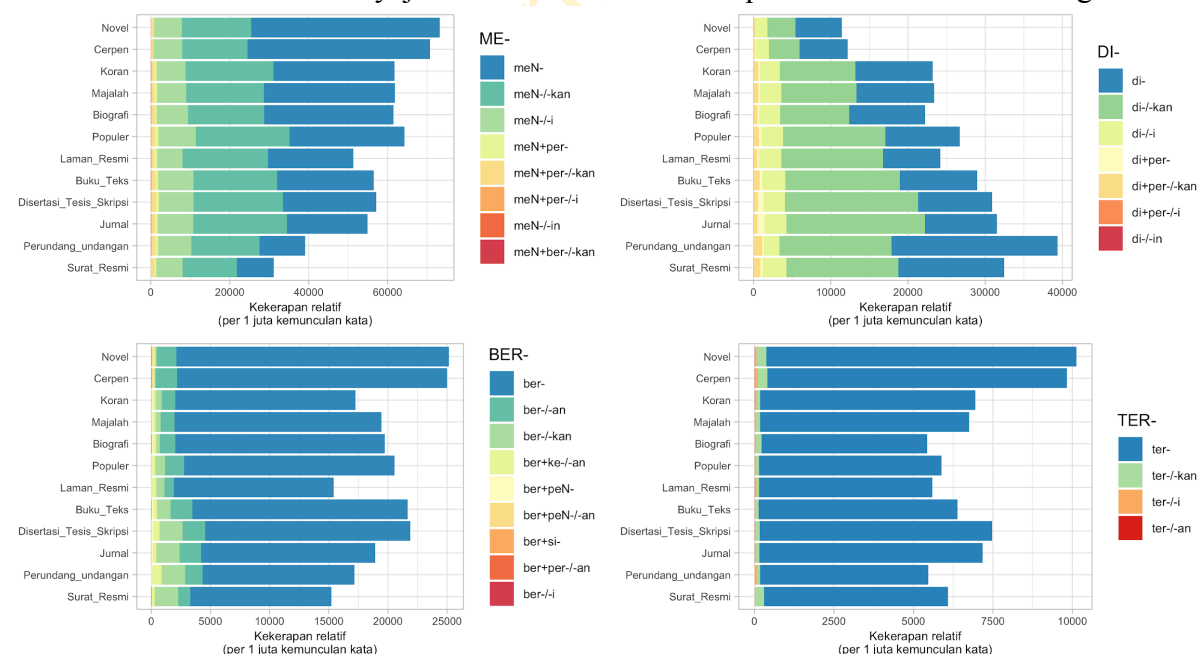 Novel
Cerpen
Koran
Majalah
Biografi
Populer
Laman_Resmi
Buku_Teks
Disertasi_Tesis_Skripsi
Jurnal
Perundang_undangan
Surat_Resmi
0 20000 40000 60000
Kekerapan relatif
(per 1 juta kemunculan kata)
ME-
meN-
meN-/-kan
meN-/-i
meN+per-
meN+per-/-kan
meN+per-/-i
meN-/-in
meN+ber-/-kan
Novel
Cerpen
Koran
Majalah
Biografi
Populer
Laman_Resmi
Buku_Teks
Disertasi_Tesis_Skripsi
Jurnal
Perundang_undangan
Surat_Resmi
0 10000 20000 30000 40000
Kekerapan relatif
(per 1 juta kemunculan kata)
DI-
di-
di-/-kan
di-/-i
di+per-
di+per-/-kan
di+per-/-i
di-/-in
Novel
Cerpen
Koran
Majalah
Biografi
Populer
Laman_Resmi
Buku_Teks
Disertasi_Tesis_Skripsi
Jurnal
Perundang_undangan
Surat_Resmi
0 5000 10000 15000 20000 25000
Kekerapan relatif
(per 1 juta kemunculan kata)
BER-
ber-
ber-/-an
ber-/-kan
ber+ke-/-an
ber+peN-
ber+peN-/-an
ber+si-
ber+per-/-an
ber-/-i
Novel
Cerpen
Koran
Majalah
Biografi
Populer
Laman_Resmi
Buku_Teks
Disertasi_Tesis_Skripsi
Jurnal
Perundang_undangan
Surat_Resmi
0 2500 5000 7500 10000
Kekerapan relatif
(per 1 juta kemunculan kata)
TER-
ter-
ter-/-kan
ter-/-i
ter-/-an